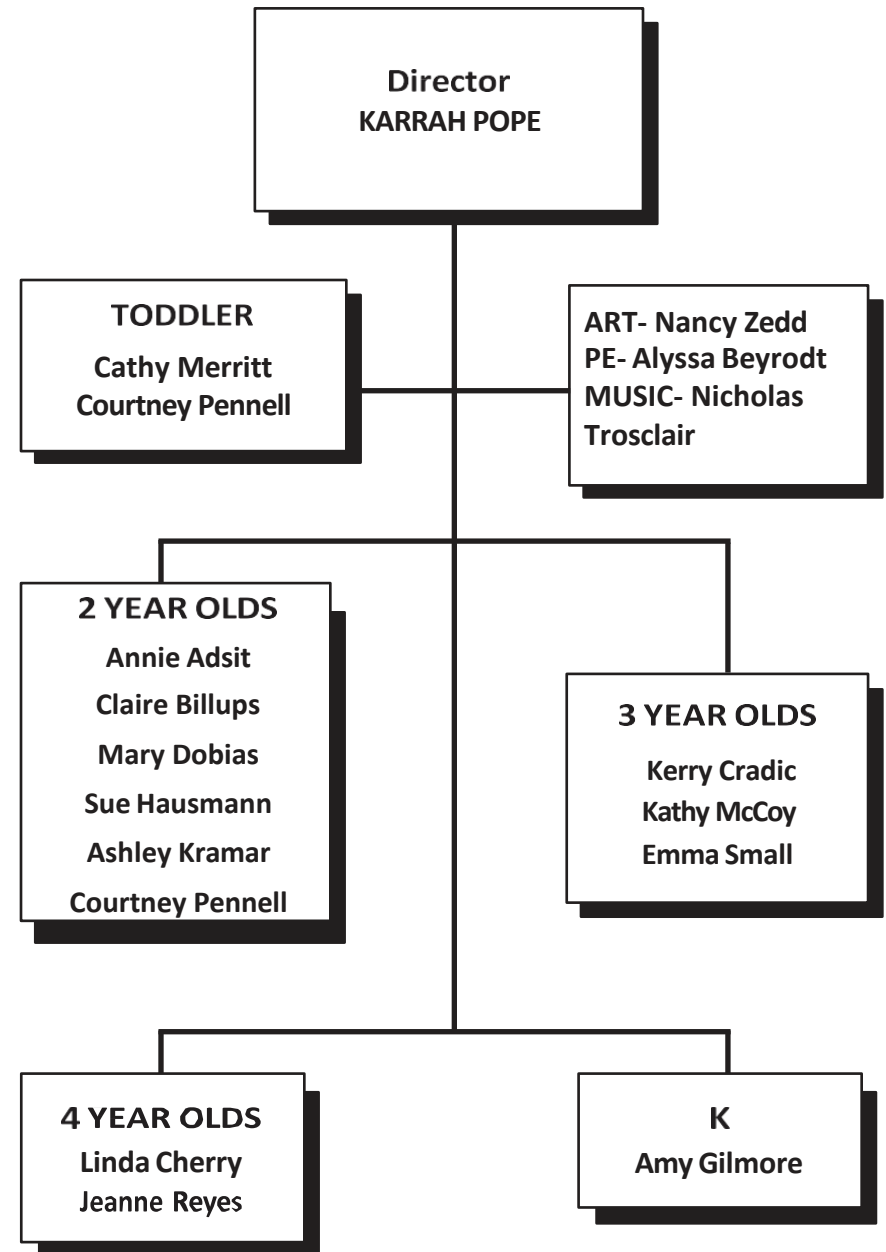 Director
KARRAH POPE
TODDLER
Cathy Merritt
Courtney Pennell
ART- Nancy Zedd
PE- Alyssa Beyrodt
MUSIC- Nicholas
Trosclair
2 YEAR OLDS
Annie Adsit
Claire Billups
Mary Dobias
Sue Hausmann
Ashley Kramar
Courtney Pennell
3 YEAR OLDS
Kerry Cradic
Kathy McCoy
Emma Small
4 YEAR OLDS
Linda Cherry
Jeanne Reyes
K
Amy Gilmore